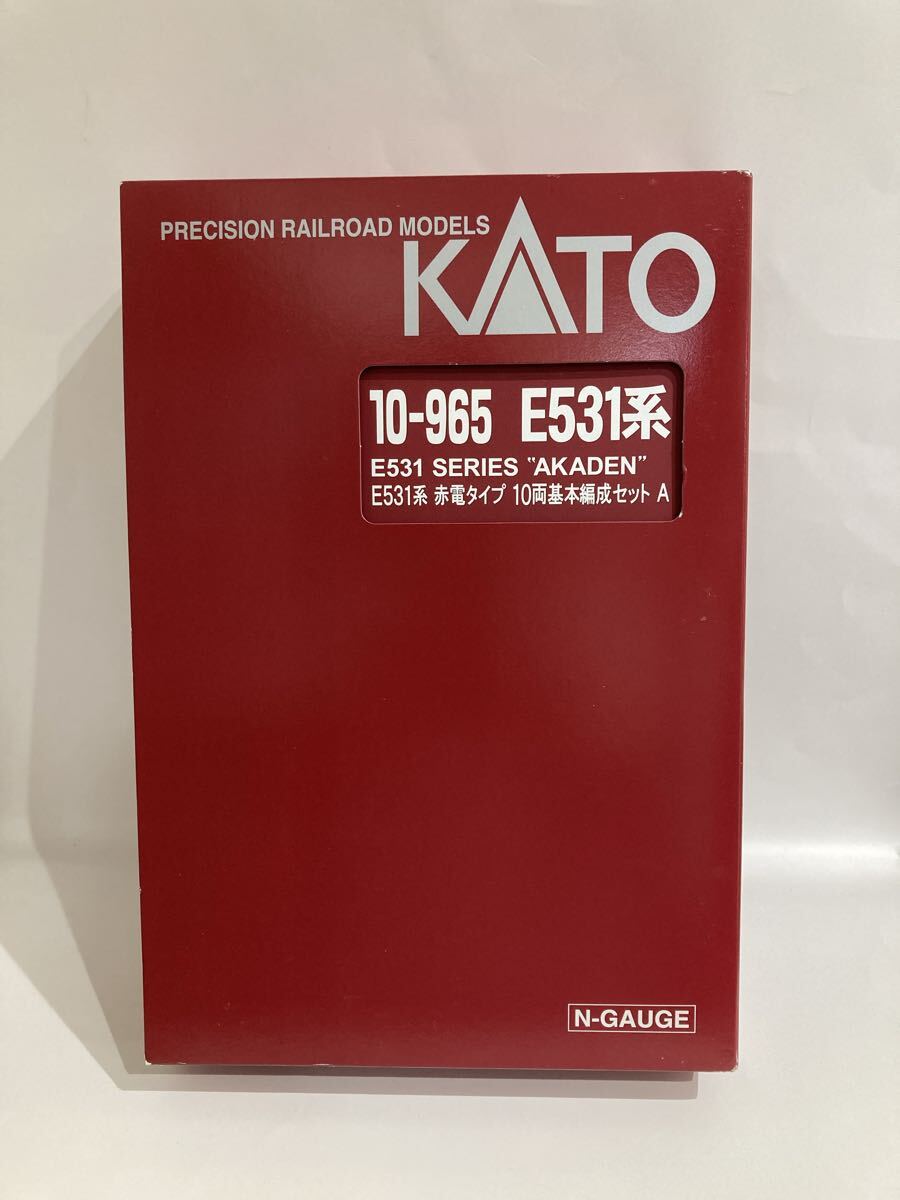 PRECISION RAILROAD MODELS
KATO
10-965 E531系
E531 SERIES "AKADEN"
E531系 赤電タイプ 10両基本編成セット A
N-GAUGE